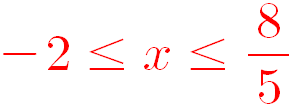 − 2 ≤ x ≤ 8/5